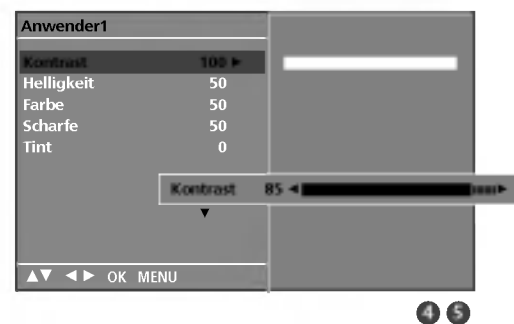 Anwender1
Kontrast 100 ►
Helligkeit 50
Farbe 50
Scharfe 50
Tint 0
Kontrast 85 ◄ ►
▼
▲▼ ◄► OK MENU
4 5